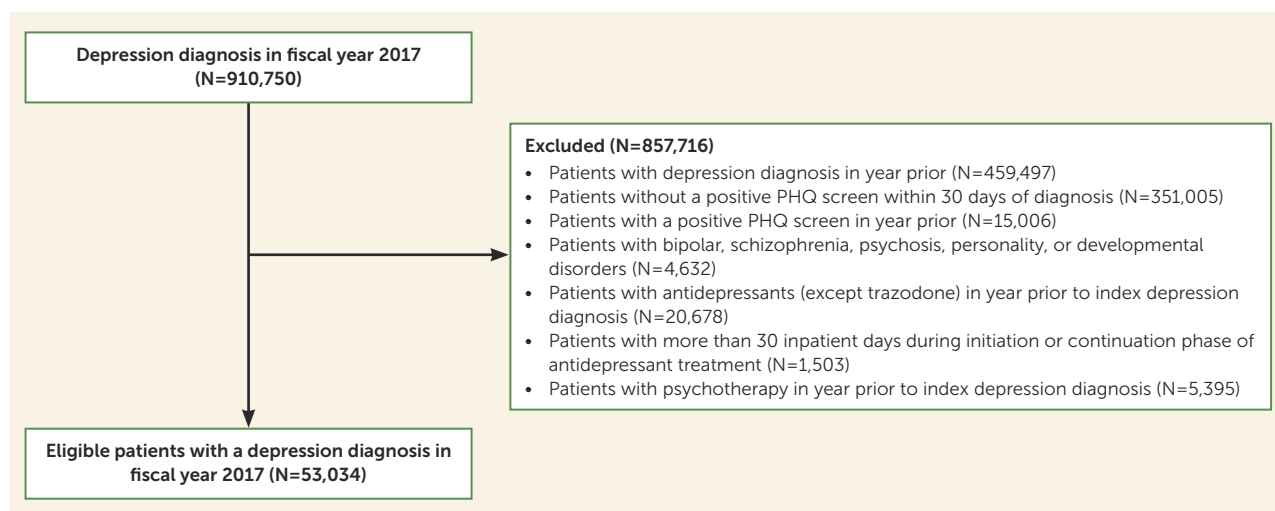 Depression diagnosis in fiscal year 2017
(N=910,750)
Excluded (N=857,716)
• Patients with depression diagnosis in year prior (N=459,497)
• Patients without a positive PHQ screen within 30 days of diagnosis (N=351,005)
• Patients with a positive PHQ screen in year prior (N=15,006)
• Patients with bipolar, schizophrenia, psychosis, personality, or developmental
disorders (N=4,632)
• Patients with antidepressants (except trazodone) in year prior to index depression
diagnosis (N=20,678)
• Patients with more than 30 inpatient days during initiation or continuation phase of
antidepressant treatment (N=1,503)
• Patients with psychotherapy in year prior to index depression diagnosis (N=5,395)
Eligible patients with a depression diagnosis in
fiscal year 2017 (N=53,034)